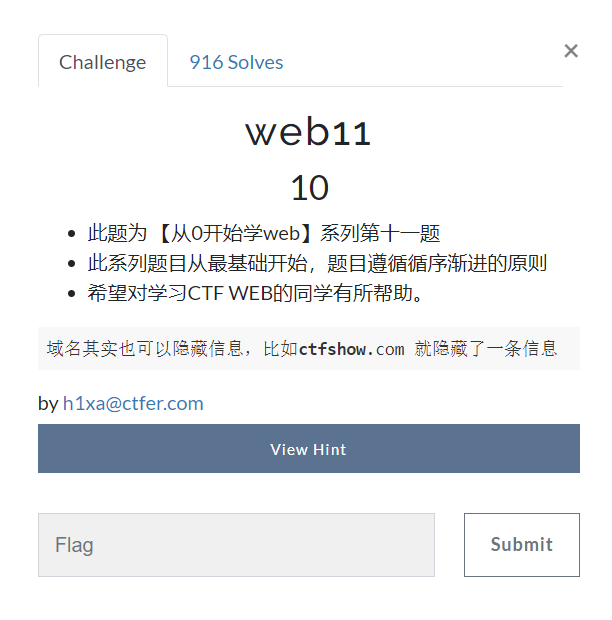 Challenge
916 Solves
×
web11
10
此题为 【从0开始学web】系列第十一题
此系列题目从最基础开始，题目遵循循序渐进的原则
希望对学习CTF WEB的同学有所帮助。
域名其实也可以隐藏信息，比如ctfshow.com 就隐藏了一条信息
by h1xa@ctfer.com
View Hint
Flag
Submit